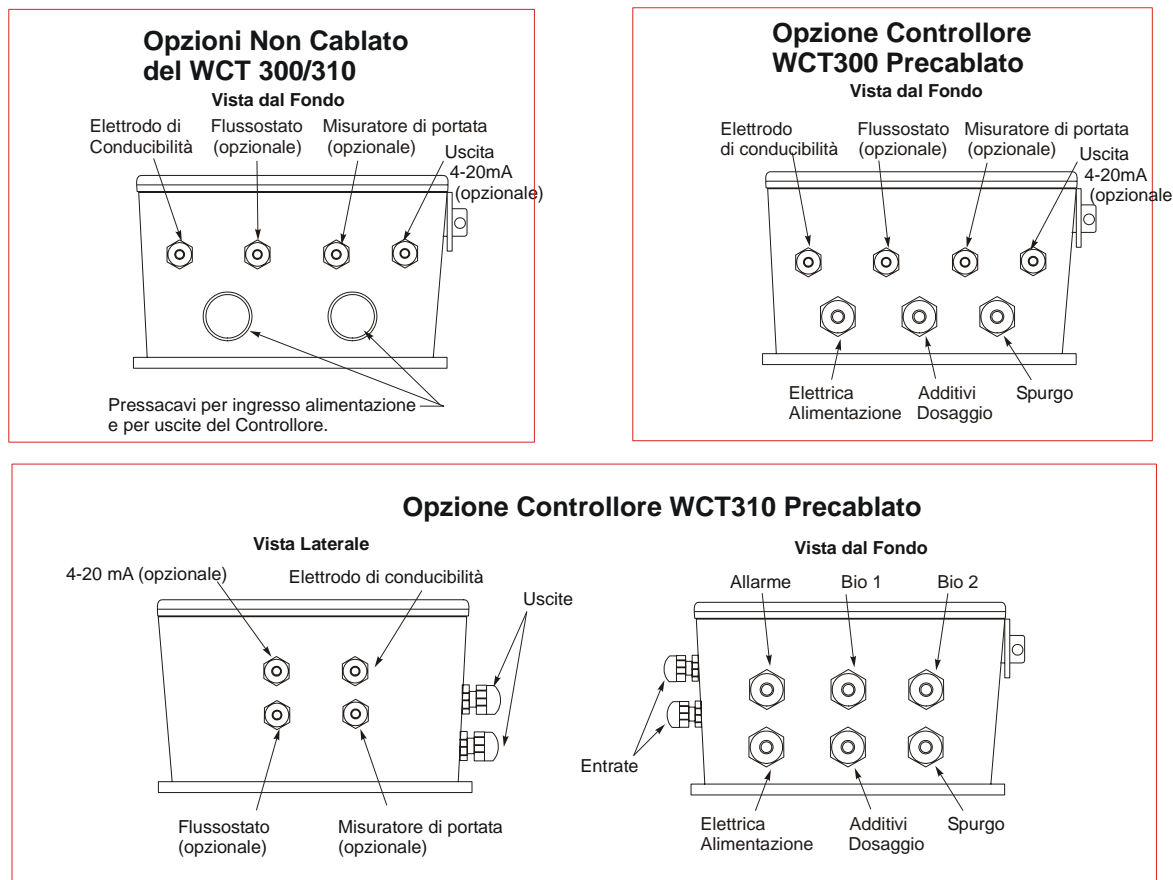 Opzioni Non Cablato
del WCT 300/310
Vista dal Fondo
Elettrodo di
Conducibilità
Flussostato
(opzionale)
Misuratore di portata
(opzionale)
Uscita
4-20mA
(opzionale)
Pressacavi per ingresso alimentazione
e per uscite del Controllore.
Opzione Controllore
WCT300 Precablato
Vista dal Fondo
Elettrodo
di conducibilità
Flussostato
(opzionale)
Misuratore di portata
(opzionale)
Uscita
4-20mA
(opzionale
Elettrica
Alimentazione
Additivi
Dosaggio
Spurgo
Opzione Controllore WCT310 Precablato
Vista Laterale
4-20 mA (opzionale)
Elettrodo di conducibilità
Uscite
Flussostato
(opzionale)
Misuratore di portata
(opzionale)
Vista dal Fondo
Allarme
Bio 1
Bio 2
Entrate
Elettrica
Alimentazione
Additivi
Dosaggio
Spurgo